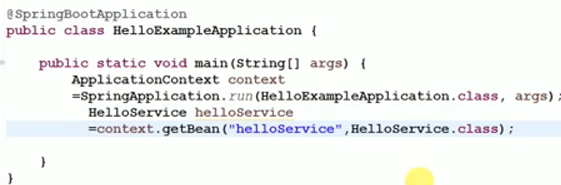 @SpringBootApplication
public class HelloExampleApplication {
public static void main(String[] args) {
ApplicationContext context
=SpringApplication.run(HelloExampleApplication.class, args);
HelloService helloService
=context.getBean("helloService",HelloService.class);
}
}